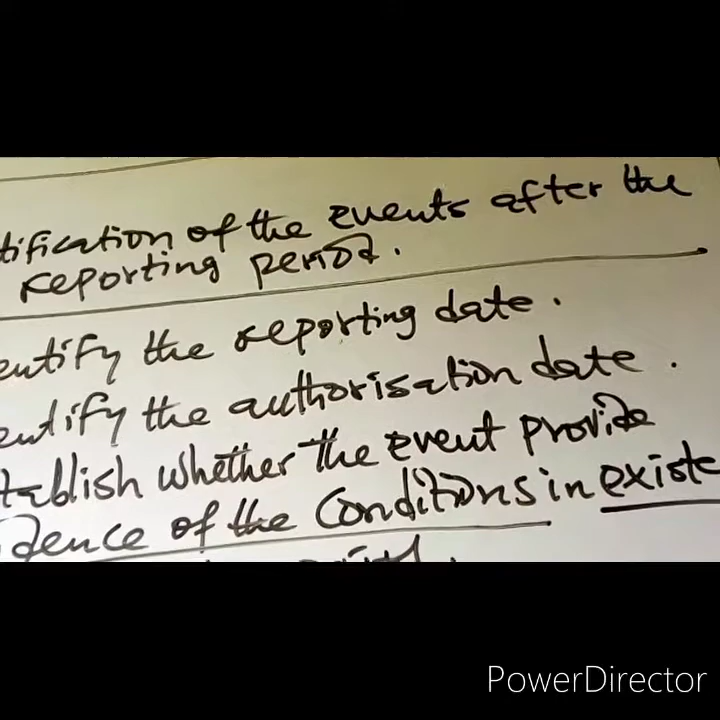 tification of the events after the
reporting period.
entify the reporting date.
entify the authorisation date.
tablish whether the event provide
dence of the conditions in existe
PowerDirector